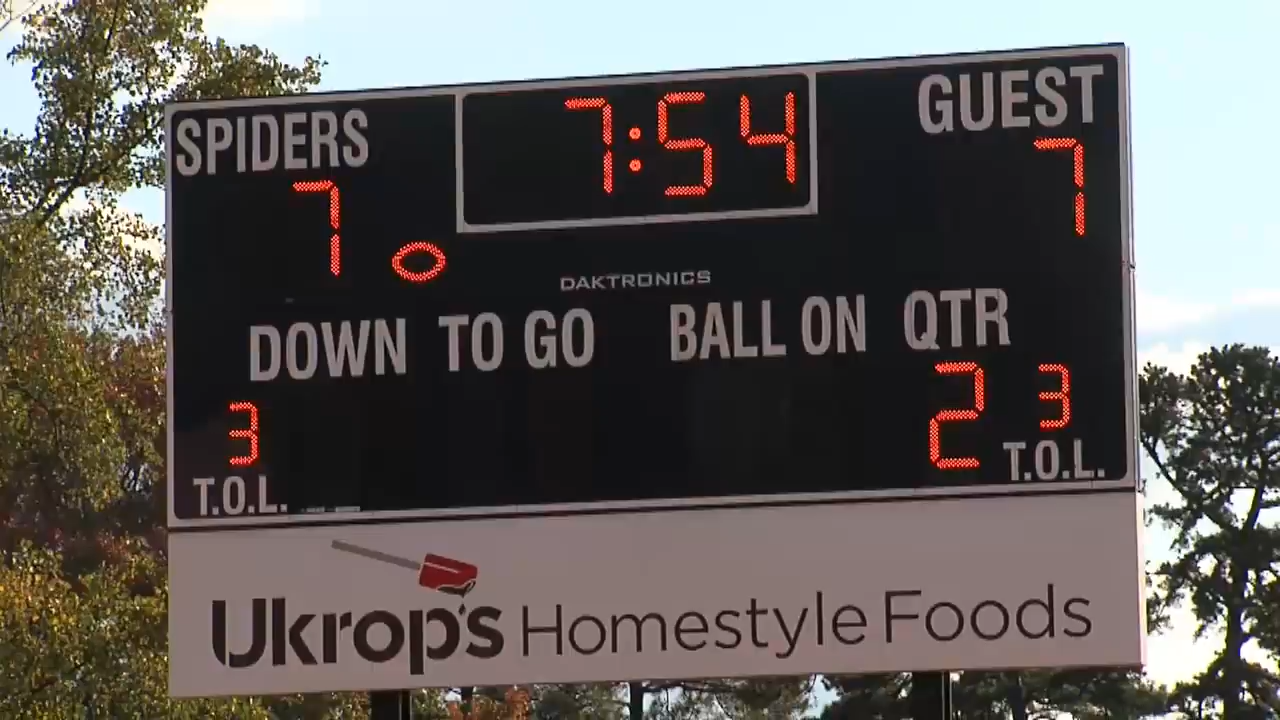 SPIDERS 7:54 GUEST
7 7
DAKTRONICS
DOWN TO GO BALL ON QTR
3 2 3
T.O.L. T.O.L.
Ukrop's Homestyle Foods